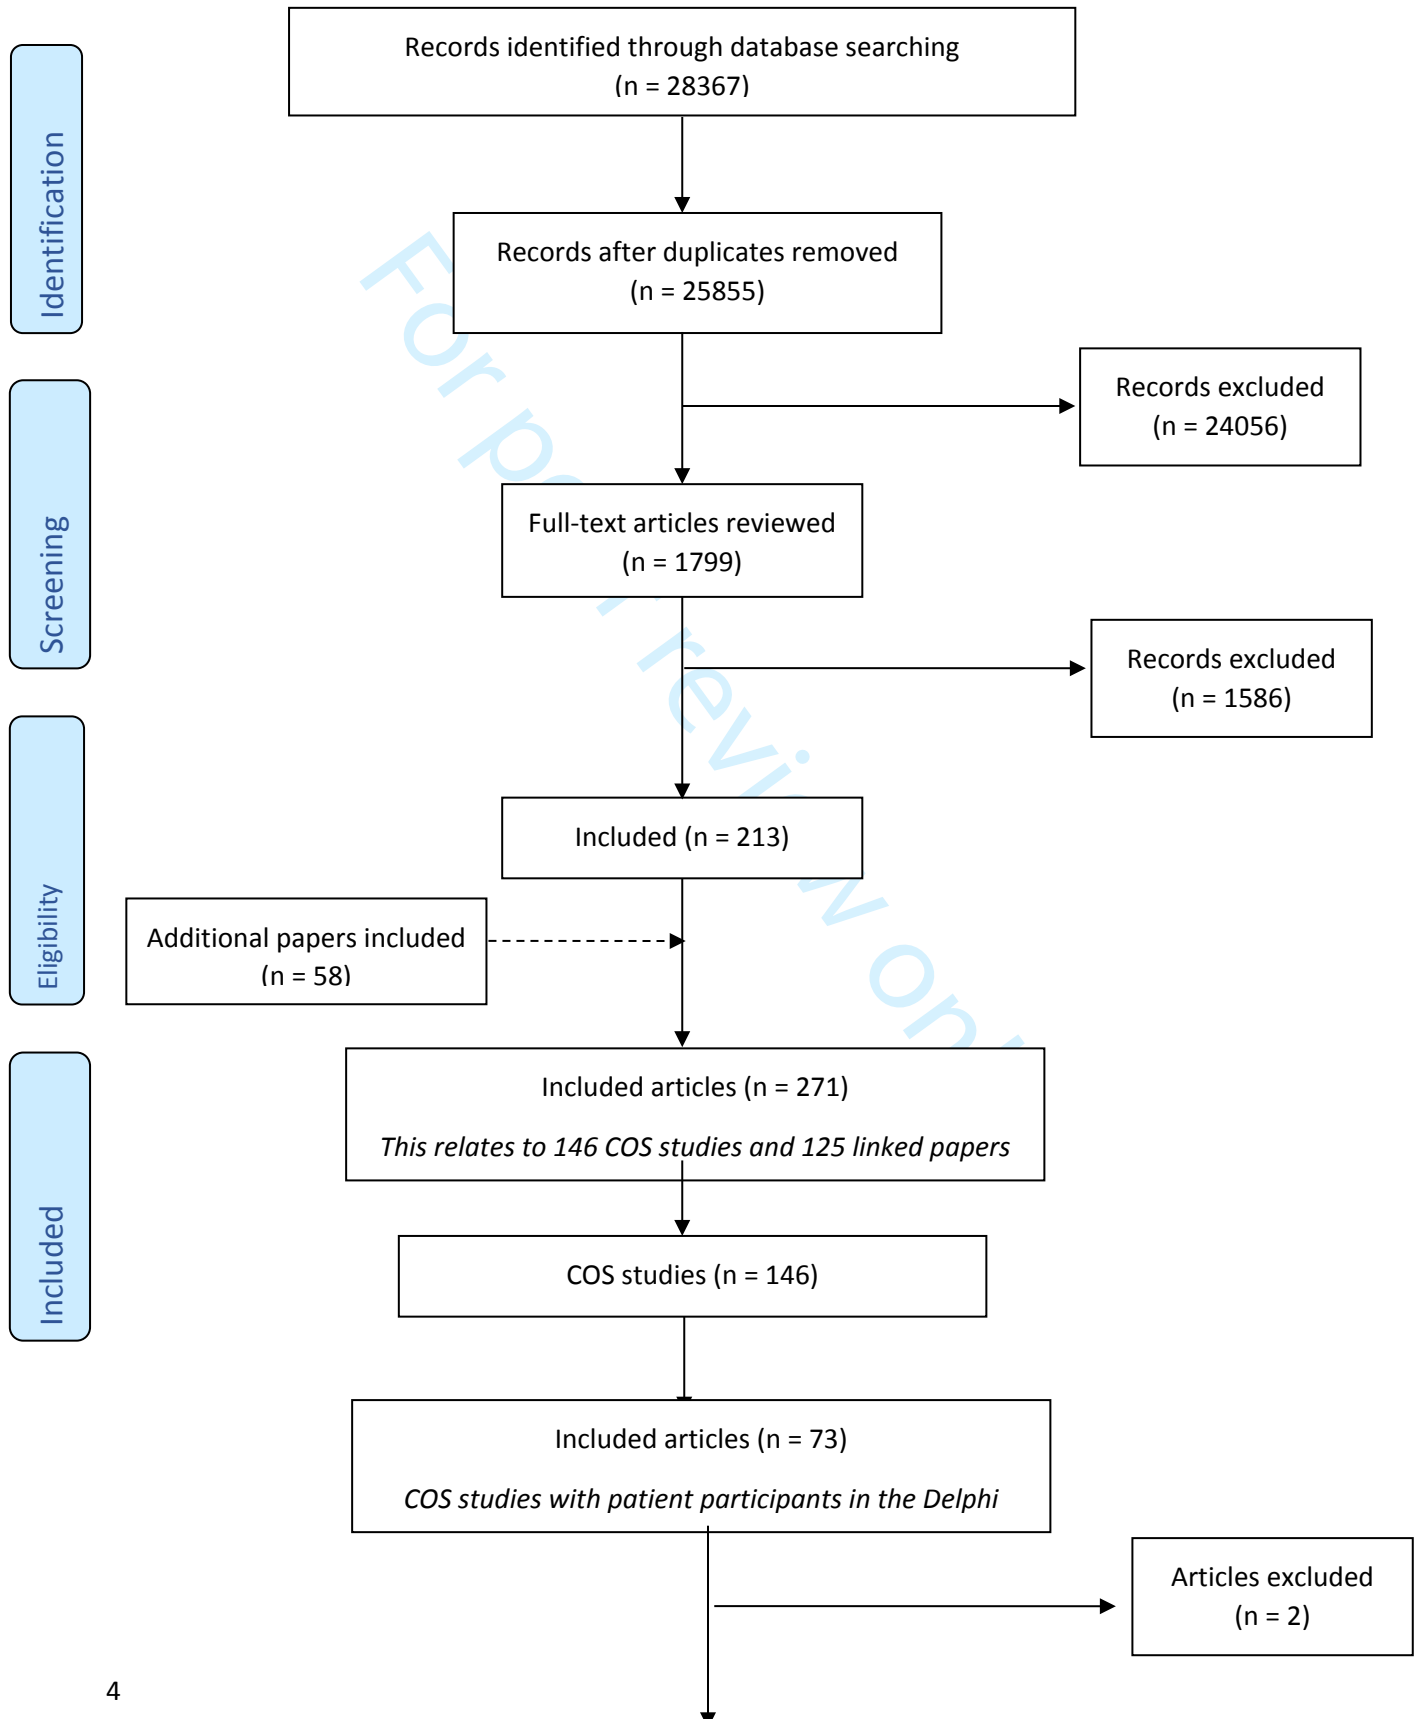 Identification
Records identified through database searching
(n = 28367)
Records after duplicates removed
(n = 25855)
Screening
Records excluded
(n = 24056)
Full-text articles reviewed
(n = 1799)
Records excluded
(n = 1586)
Eligibility
Included (n = 213)
Additional papers included
(n = 58)
Included
Included articles (n = 271)
This relates to 146 COS studies and 125 linked papers
COS studies (n = 146)
Included articles (n = 73)
COS studies with patient participants in the Delphi
Articles excluded
(n = 2)
4
For review